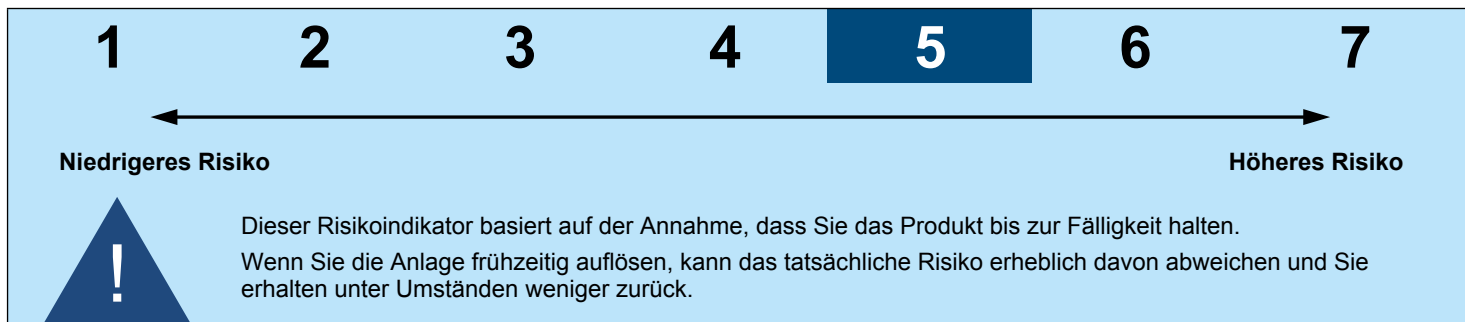 1 2 3 4 5 6 7
Niedrigeres Risiko Höheres Risiko
!
Dieser Risikoindikator basiert auf der Annahme, dass Sie das Produkt bis zur Fälligkeit halten.
Wenn Sie die Anlage frühzeitig auflösen, kann das tatsächliche Risiko erheblich davon abweichen und Sie
erhalten unter Umständen weniger zurück.